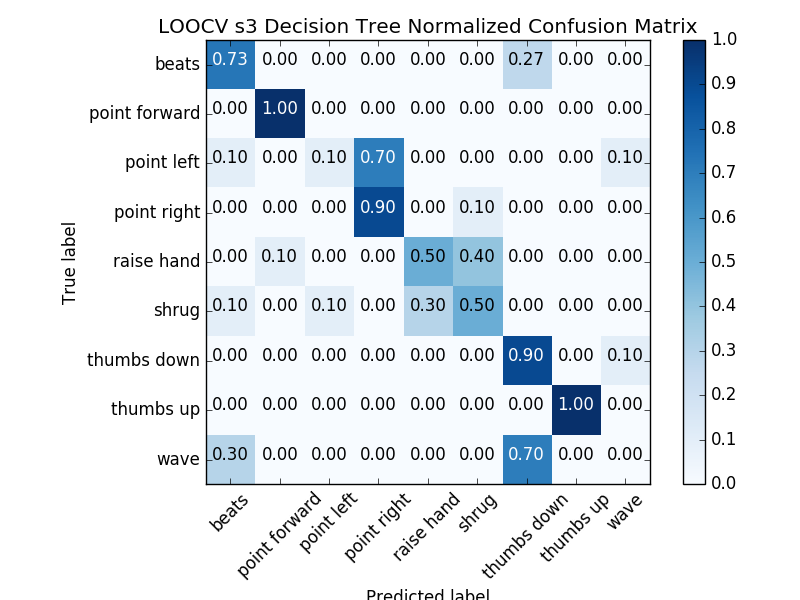 LOOCV s3 Decision Tree Normalized Confusion Matrix
beats 0.73 0.00 0.00 0.00 0.00 0.00 0.27 0.00 0.00
point forward 0.00 1.00 0.00 0.00 0.00 0.00 0.00 0.00 0.00
point left 0.10 0.00 0.10 0.70 0.00 0.00 0.00 0.00 0.10
point right 0.00 0.00 0.00 0.90 0.00 0.10 0.00 0.00 0.00
raise hand 0.00 0.10 0.00 0.00 0.50 0.40 0.00 0.00 0.00
shrug 0.10 0.00 0.10 0.00 0.30 0.50 0.00 0.00 0.00
thumbs down 0.00 0.00 0.00 0.00 0.00 0.00 0.90 0.00 0.10
thumbs up 0.00 0.00 0.00 0.00 0.00 0.00 0.00 1.00 0.00
wave 0.30 0.00 0.00 0.00 0.00 0.00 0.70 0.00 0.00
True label
beats point forward point left point right raise hand shrug thumbs down thumbs up wave
Predicted label
1.0
0.9
0.8
0.7
0.6
0.5
0.4
0.3
0.2
0.1
0.0